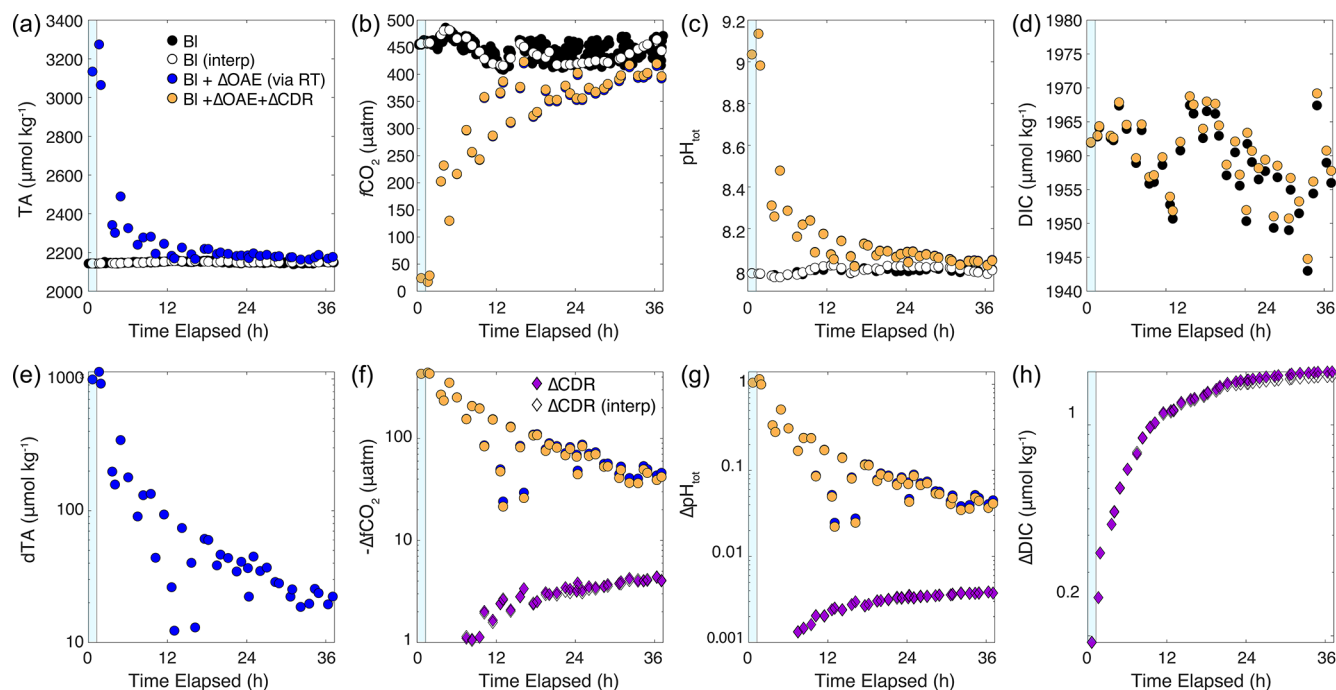 (a)
TA (µmol kg⁻¹)
3400
3200
3000
2800
2600
2400
2200
2000
BI
BI (interp)
BI + ΔOAE (via RT)
BI +ΔOAE+ΔCDR
0 12 24 36
Time Elapsed (h)
(b)
fCO₂ (µatm)
500
450
400
350
300
250
200
150
100
50
0
0 12 24 36
Time Elapsed (h)
(c)
pHtot
9.2
9
8.8
8.6
8.4
8.2
8
0 12 24 36
Time Elapsed (h)
(d)
DIC (µmol kg⁻¹)
1980
1975
1970
1965
1960
1955
1950
1945
1940
0 12 24 36
Time Elapsed (h)
(e)
dTA (µmol kg⁻¹)
1000
100
10
0 12 24 36
Time Elapsed (h)
(f)
-ΔfCO₂ (µatm)
100
10
1
ΔCDR
ΔCDR (interp)
0 12 24 36
Time Elapsed (h)
(g)
ΔpHtot
1
0.1
0.01
0.001
0 12 24 36
Time Elapsed (h)
(h)
ΔDIC (µmol kg⁻¹)
1
0.2
0 12 24 36
Time Elapsed (h)